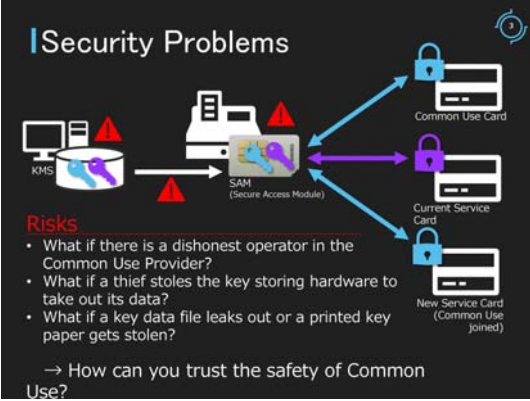 3
Security Problems
Common Use Card
KMS
SAM
(Secure Access Module)
Current Service
Card
New Service Card
(Common Use
joined)
Risks
• What if there is a dishonest operator in the
Common Use Provider?
• What if a thief steals the key storing hardware to
take out its data?
• What if a key data file leaks out or a printed key
paper gets stolen?
→ How can you trust the safety of Common
Use?